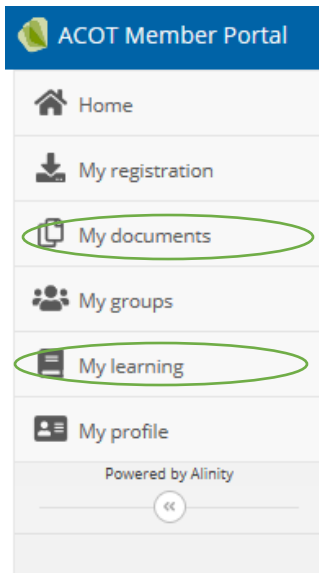 ACOT Member Portal
Home
My registration
My documents
My groups
My learning
My profile
Powered by Alinity